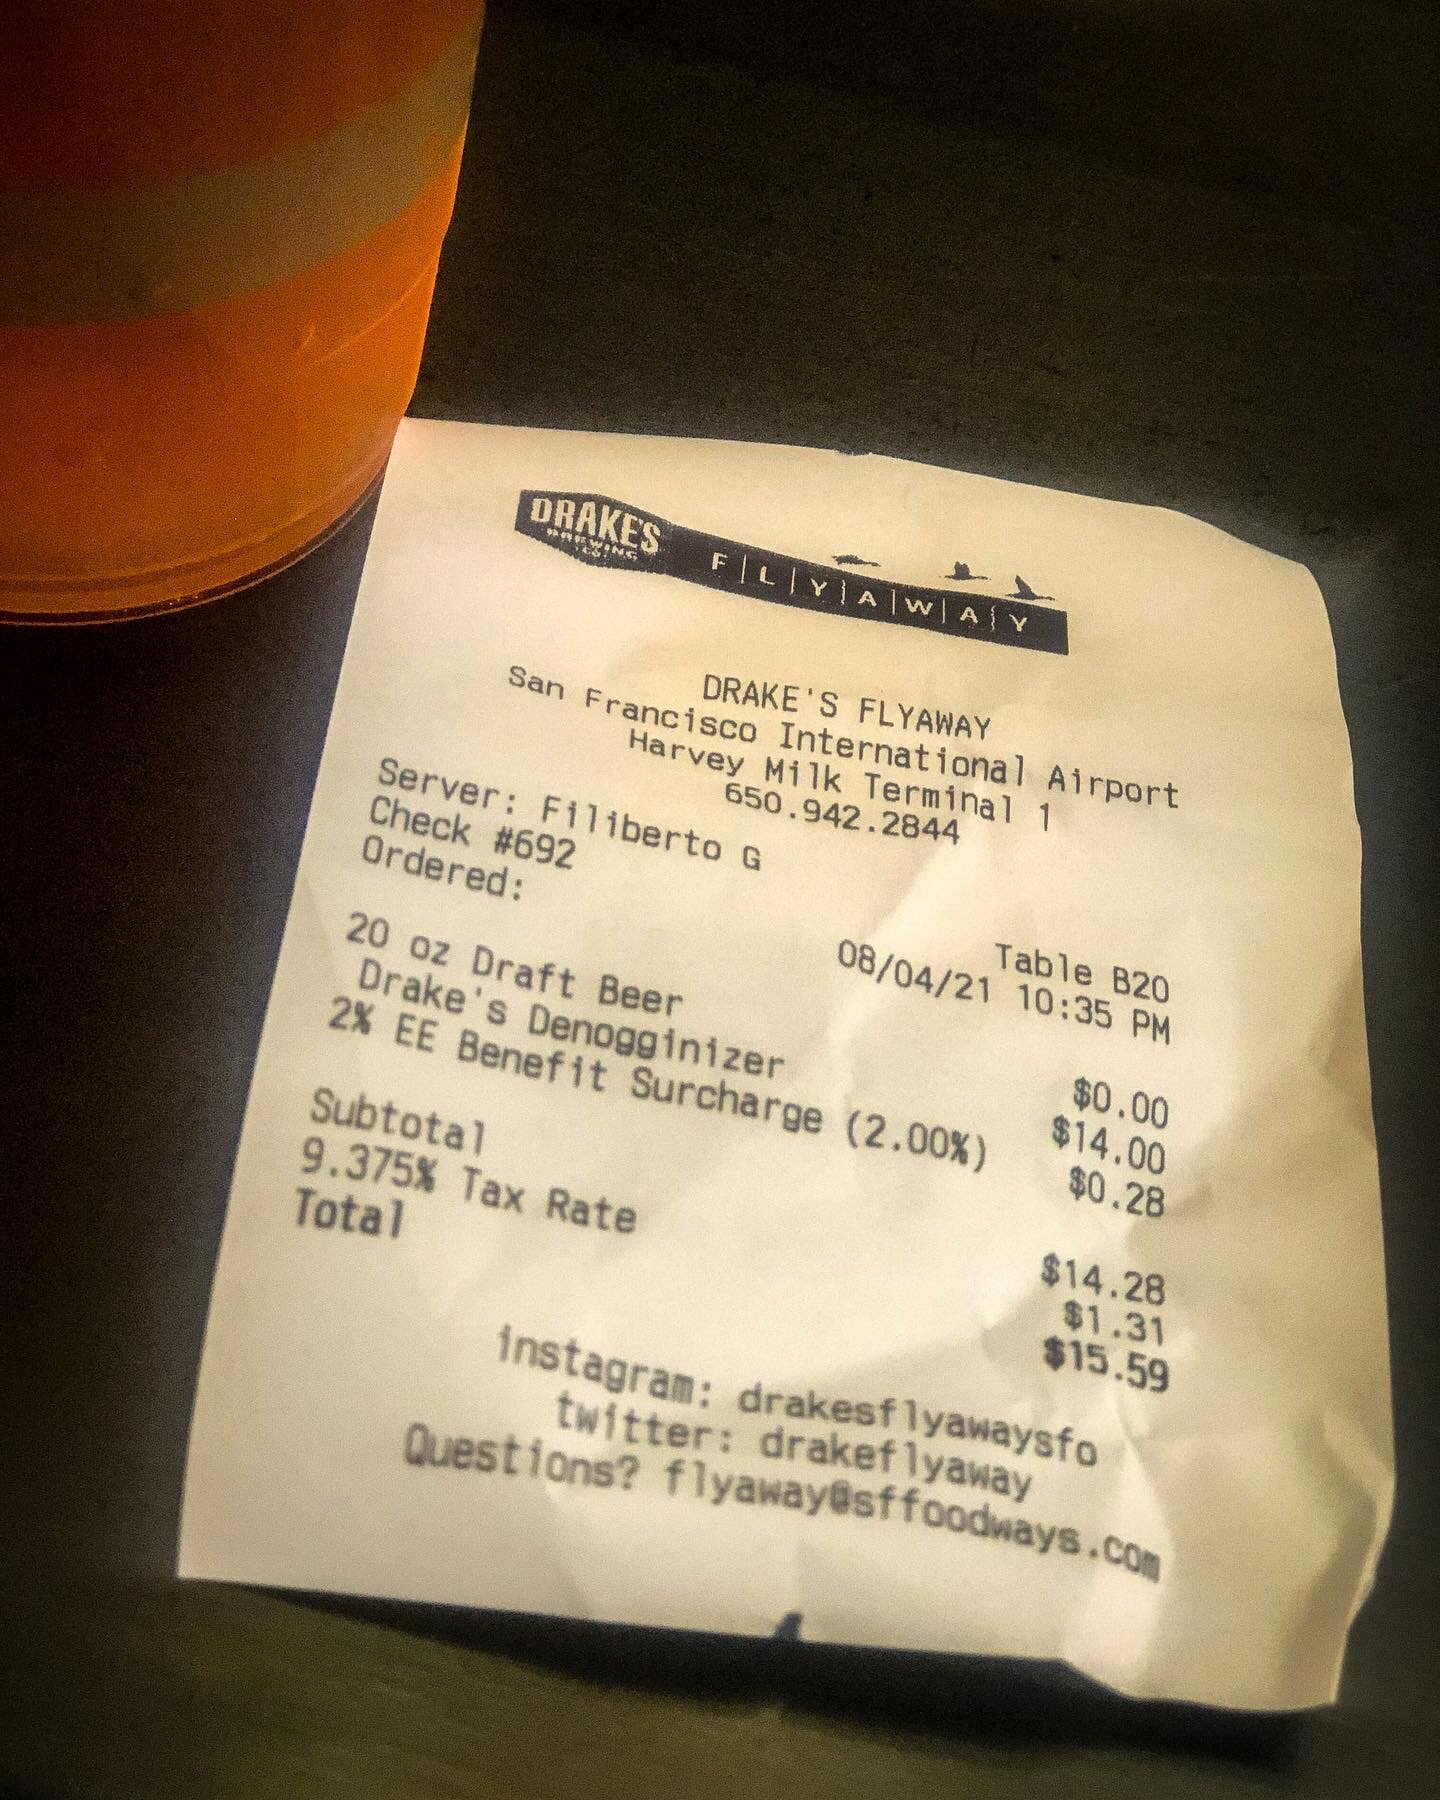 DRAKE'S
BREWING
CO
FLYAWAY
DRAKE'S FLYAWAY
San Francisco International Airport
Harvey Milk Terminal 1
650.942.2844
Server: Filiberto G
Check #692
Table B20
Ordered:
08/04/21 10:35 PM
20 oz Draft Beer $0.00
Drake's Denogginizer $14.00
2% EE Benefit Surcharge (2.00%) $0.28
Subtotal $14.28
9.375% Tax Rate $1.31
Total $15.59
instagram: drakesflyawaysfo
twitter: drakeflyaway
Questions? flyaway@sffoodways.com